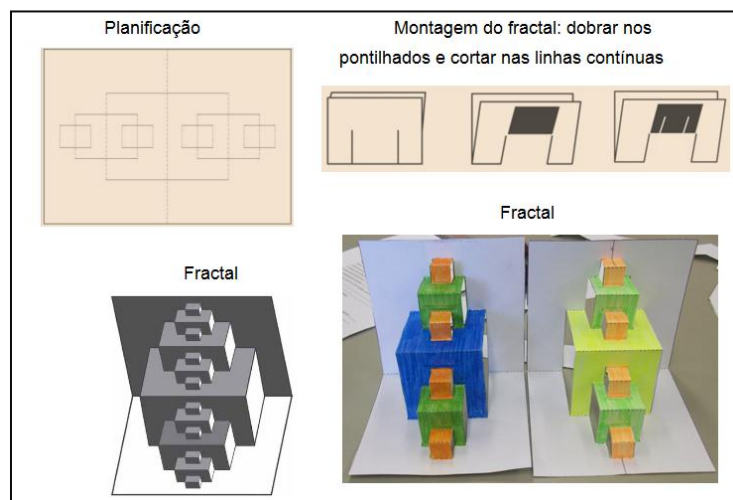 Planificação
Montagem do fractal: dobrar nos
pontilhados e cortar nas linhas contínuas
Fractal
Fractal